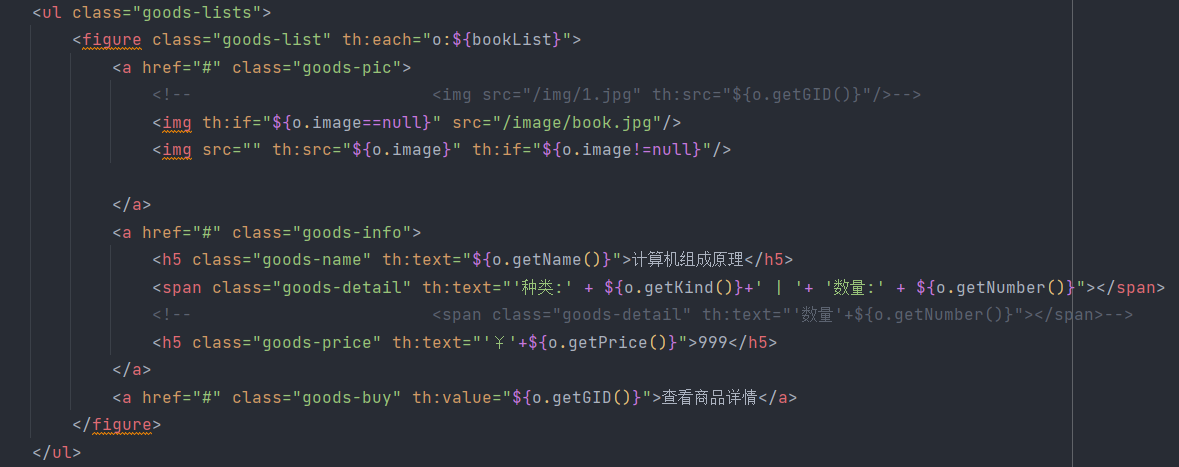 <ul class="goods-lists">
<figure class="goods-list" th:each="o:${bookList}">
<a href="#" class="goods-pic">
<!--                        <img src="/img/1.jpg" th:src="${o.getGID()}"/>-->
<img th:if="${o.image==null}" src="/image/book.jpg"/>
<img src="" th:src="${o.image}" th:if="${o.image!=null}"/>
</a>
<a href="#" class="goods-info">
<h5 class="goods-name" th:text="${o.getName()}">计算机组成原理</h5>
<span class="goods-detail" th:text="'种类:' + ${o.getKind()}+' | '+ '数量:' + ${o.getNumber()}"></span>
<!--                        <span class="goods-detail" th:text="'数量'+${o.getNumber()}"></span>-->
<h5 class="goods-price" th:text="'￥'+${o.getPrice()}">999</h5>
</a>
<a href="#" class="goods-buy" th:value="${o.getGID()}">查看商品详情</a>
</figure>
</ul>